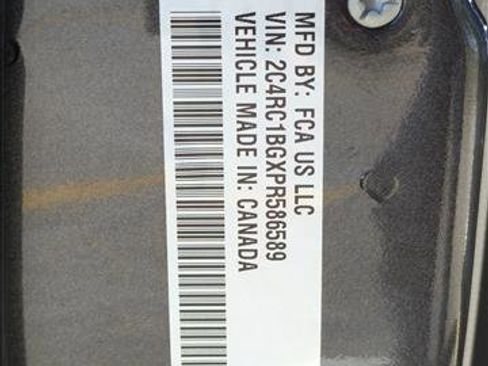 MFD BY: FCA US LLC
VIN: 2C4RC1BGXPR586589
VEHICLE MADE IN: CANADA